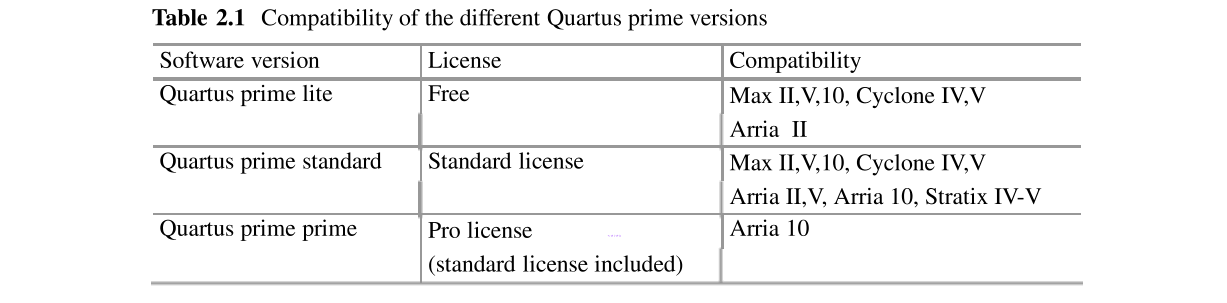 Table 2.1 Compatibility of the different Quartus prime versions
Software version License Compatibility
Quartus prime lite Free Max II,V,10, Cyclone IV,V
Arria II
Quartus prime standard Standard license Max II,V,10, Cyclone IV,V
Arria II,V, Arria 10, Stratix IV-V
Quartus prime prime Pro license Arria 10
(standard license included)